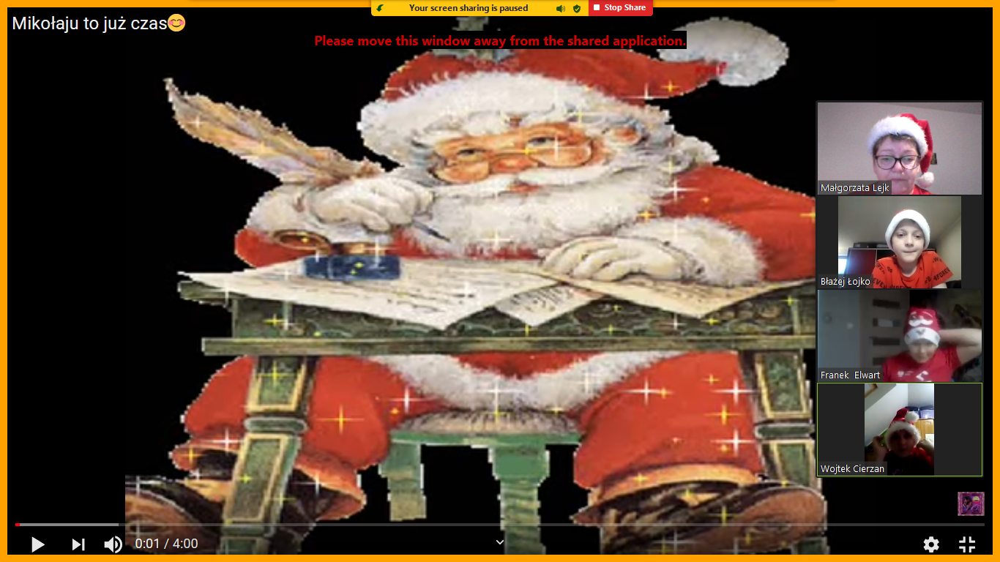 Your screen sharing is paused
Stop Share
Mikołaju to już czas😊
Please move this window away from the shared application.
Małgorzata Lejk
Błażej Łojko
Franek Elwart
Wojtek Cierzan
0:01 / 4:00